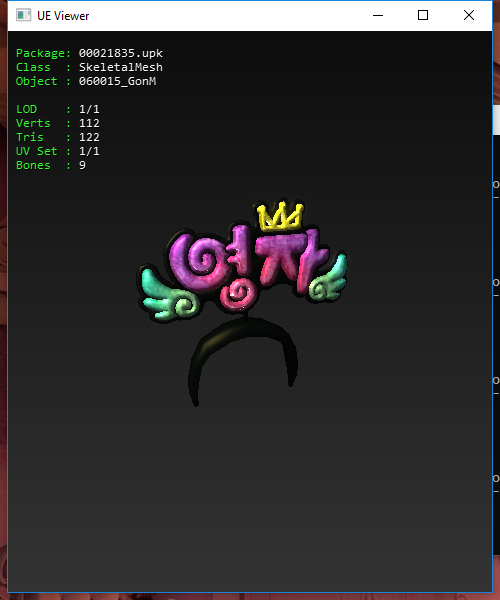 UE Viewer
Package: 00021835.upk
Class : SkeletalMesh
Object : 060015_GonM
LOD : 1/1
Verts : 112
Tris : 122
UV Set : 1/1
Bones : 9
영자